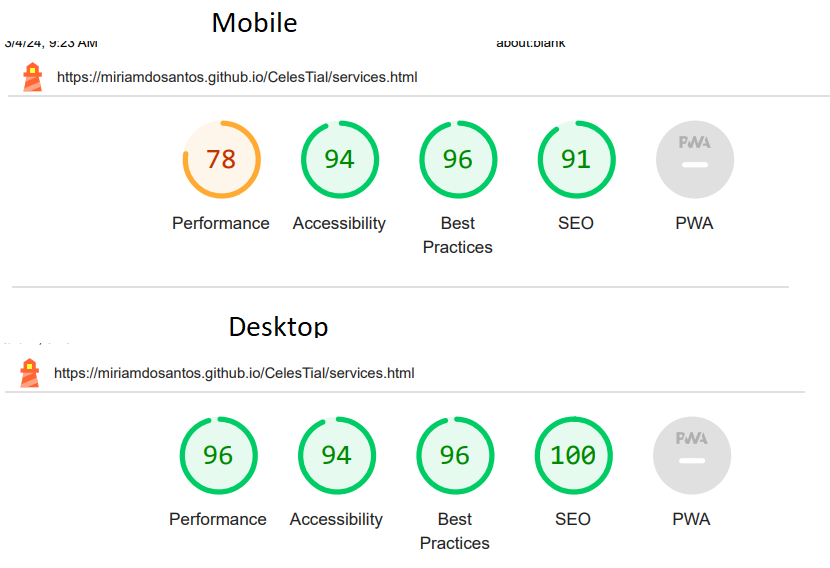 Mobile
3/4/24, 9:23 AM about:blank
https://miriamdosantos.github.io/CelesTial/services.html
78 94 96 91 PWA
Performance Accessibility Best Practices SEO PWA
Desktop
https://miriamdosantos.github.io/CelesTial/services.html
96 94 96 100 PWA
Performance Accessibility Best Practices SEO PWA